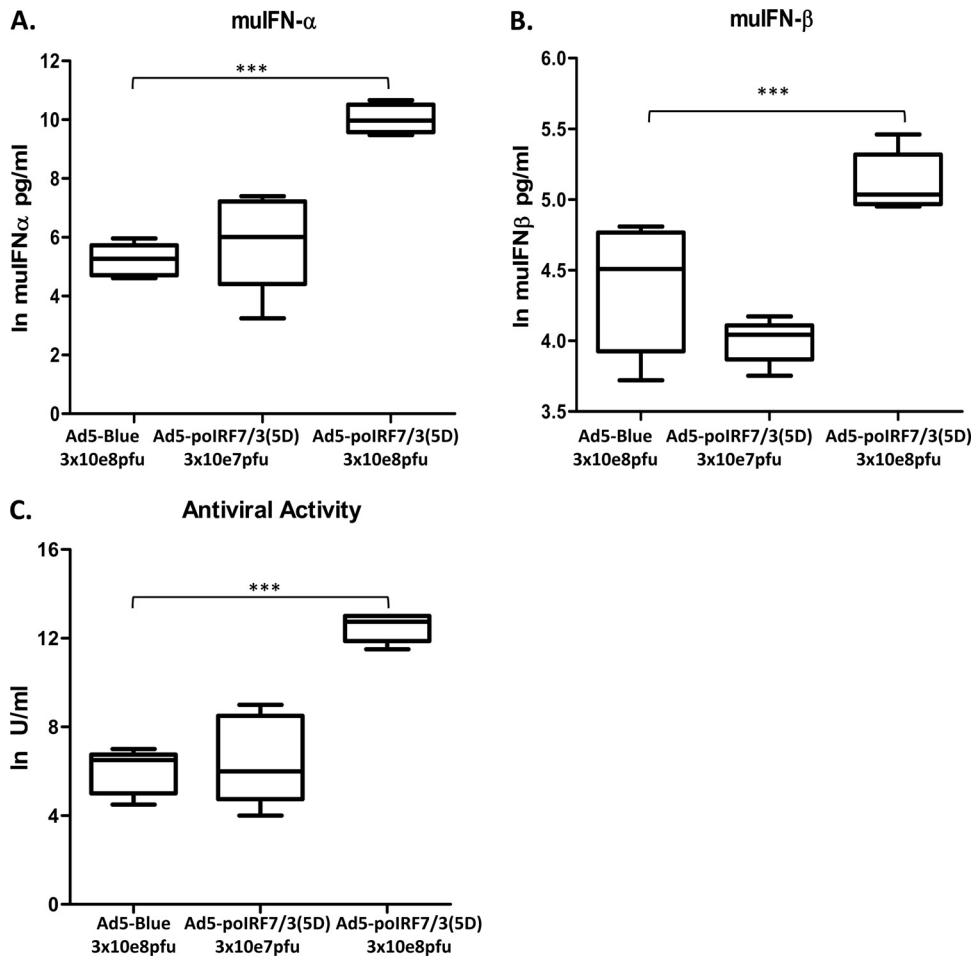 A.
muIFN-α
ln muIFNα pg/ml
12
10
8
6
4
2
0
***
Ad5-Blue Ad5-poIRF7/3(5D) Ad5-poIRF7/3(5D)
3x10e8pfu 3x10e7pfu 3x10e8pfu
B.
muIFN-β
ln muIFNβ pg/ml
6.0
5.5
5.0
4.5
4.0
3.5
***
Ad5-Blue Ad5-poIRF7/3(5D) Ad5-poIRF7/3(5D)
3x10e8pfu 3x10e7pfu 3x10e8pfu
C.
Antiviral Activity
ln U/ml
16
12
8
4
0
***
Ad5-Blue Ad5-poIRF7/3(5D) Ad5-poIRF7/3(5D)
3x10e8pfu 3x10e7pfu 3x10e8pfu